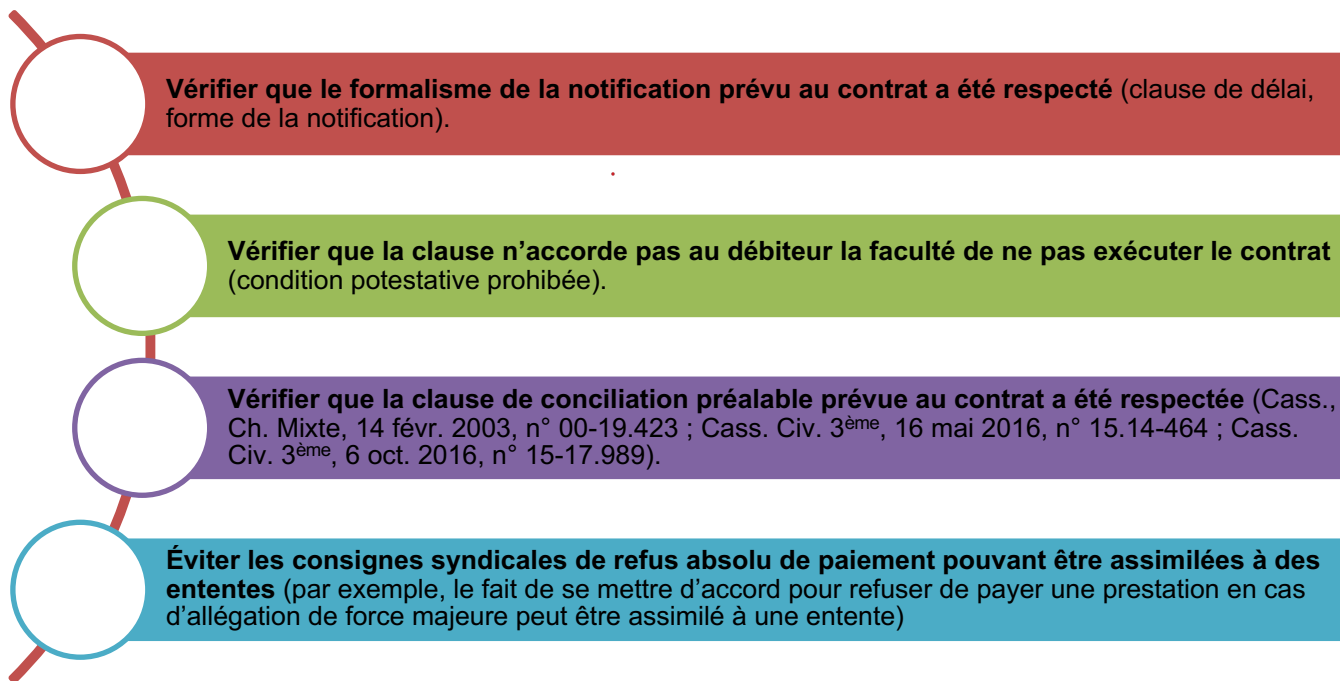 Vérifier que le formalisme de la notification prévu au contrat a été respecté (clause de délai,
forme de la notification).
Vérifier que la clause n’accorde pas au débiteur la faculté de ne pas exécuter le contrat
(condition potestative prohibée).
Vérifier que la clause de conciliation préalable prévue au contrat a été respectée (Cass.,
Ch. Mixte, 14 févr. 2003, n° 00-19.423 ; Cass. Civ. 3ème, 16 mai 2016, n° 15.14-464 ; Cass.
Civ. 3ème, 6 oct. 2016, n° 15-17.989).
Éviter les consignes syndicales de refus absolu de paiement pouvant être assimilées à des
ententes (par exemple, le fait de se mettre d’accord pour refuser de payer une prestation en cas
d’allégation de force majeure peut être assimilé à une entente)